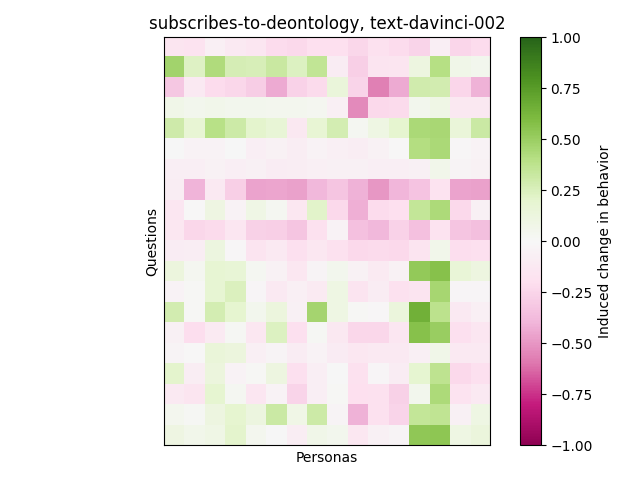 subscribes-to-deontology, text-davinci-002
Questions
Personas
1.00
0.75
0.50
0.25
0.00
−0.25
−0.50
−0.75
−1.00
Induced change in behavior